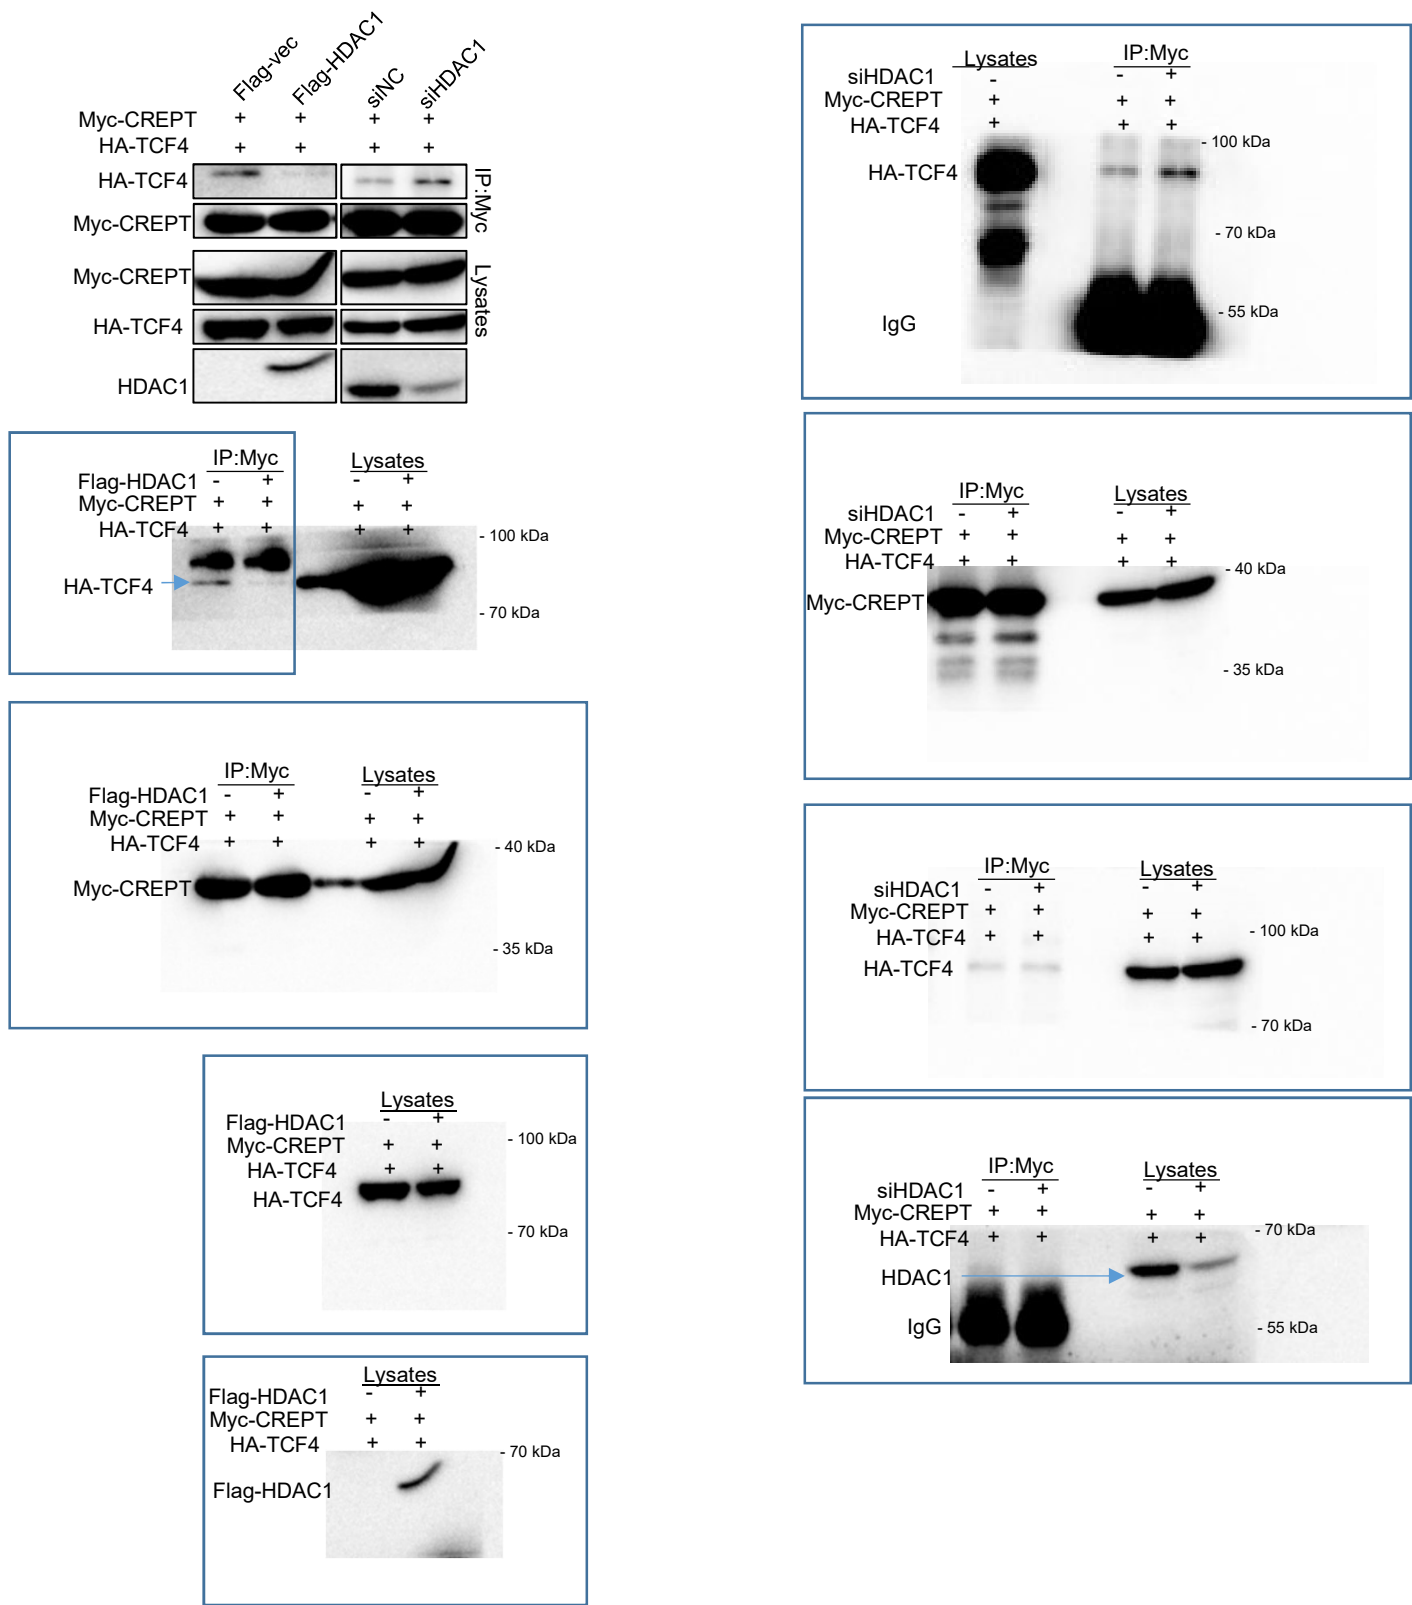 Flag-vec Flag-HDAC1 siNC siHDAC1
Myc-CREPT + + + +
HA-TCF4 + + + +
HA-TCF4
Myc-CREPT
IP:Myc
Myc-CREPT
HA-TCF4
HDAC1
Lysates
IP:Myc Lysates
Flag-HDAC1 - + - +
Myc-CREPT + + + +
HA-TCF4 + + + +
- 100 kDa
HA-TCF4
- 70 kDa
IP:Myc Lysates
Flag-HDAC1 - + - +
Myc-CREPT + + + +
HA-TCF4 + + + +
- 40 kDa
Myc-CREPT
- 35 kDa
Lysates
Flag-HDAC1 - +
Myc-CREPT + +
- 100 kDa
HA-TCF4 + +
HA-TCF4
- 70 kDa
Lysates
Flag-HDAC1 - +
Myc-CREPT + +
HA-TCF4 + +
- 70 kDa
Flag-HDAC1
Lysates IP:Myc
siHDAC1 - - +
Myc-CREPT + + +
HA-TCF4 + + +
- 100 kDa
HA-TCF4
- 70 kDa
IgG
- 55 kDa
IP:Myc Lysates
siHDAC1 - + - +
Myc-CREPT + + + +
HA-TCF4 + + + +
- 40 kDa
Myc-CREPT
- 35 kDa
IP:Myc Lysates
siHDAC1 - + - +
Myc-CREPT + + + +
HA-TCF4 + + + +
- 100 kDa
HA-TCF4
- 70 kDa
IP:Myc Lysates
siHDAC1 - + - +
Myc-CREPT + + + +
HA-TCF4 + + + +
- 70 kDa
HDAC1
IgG
- 55 kDa